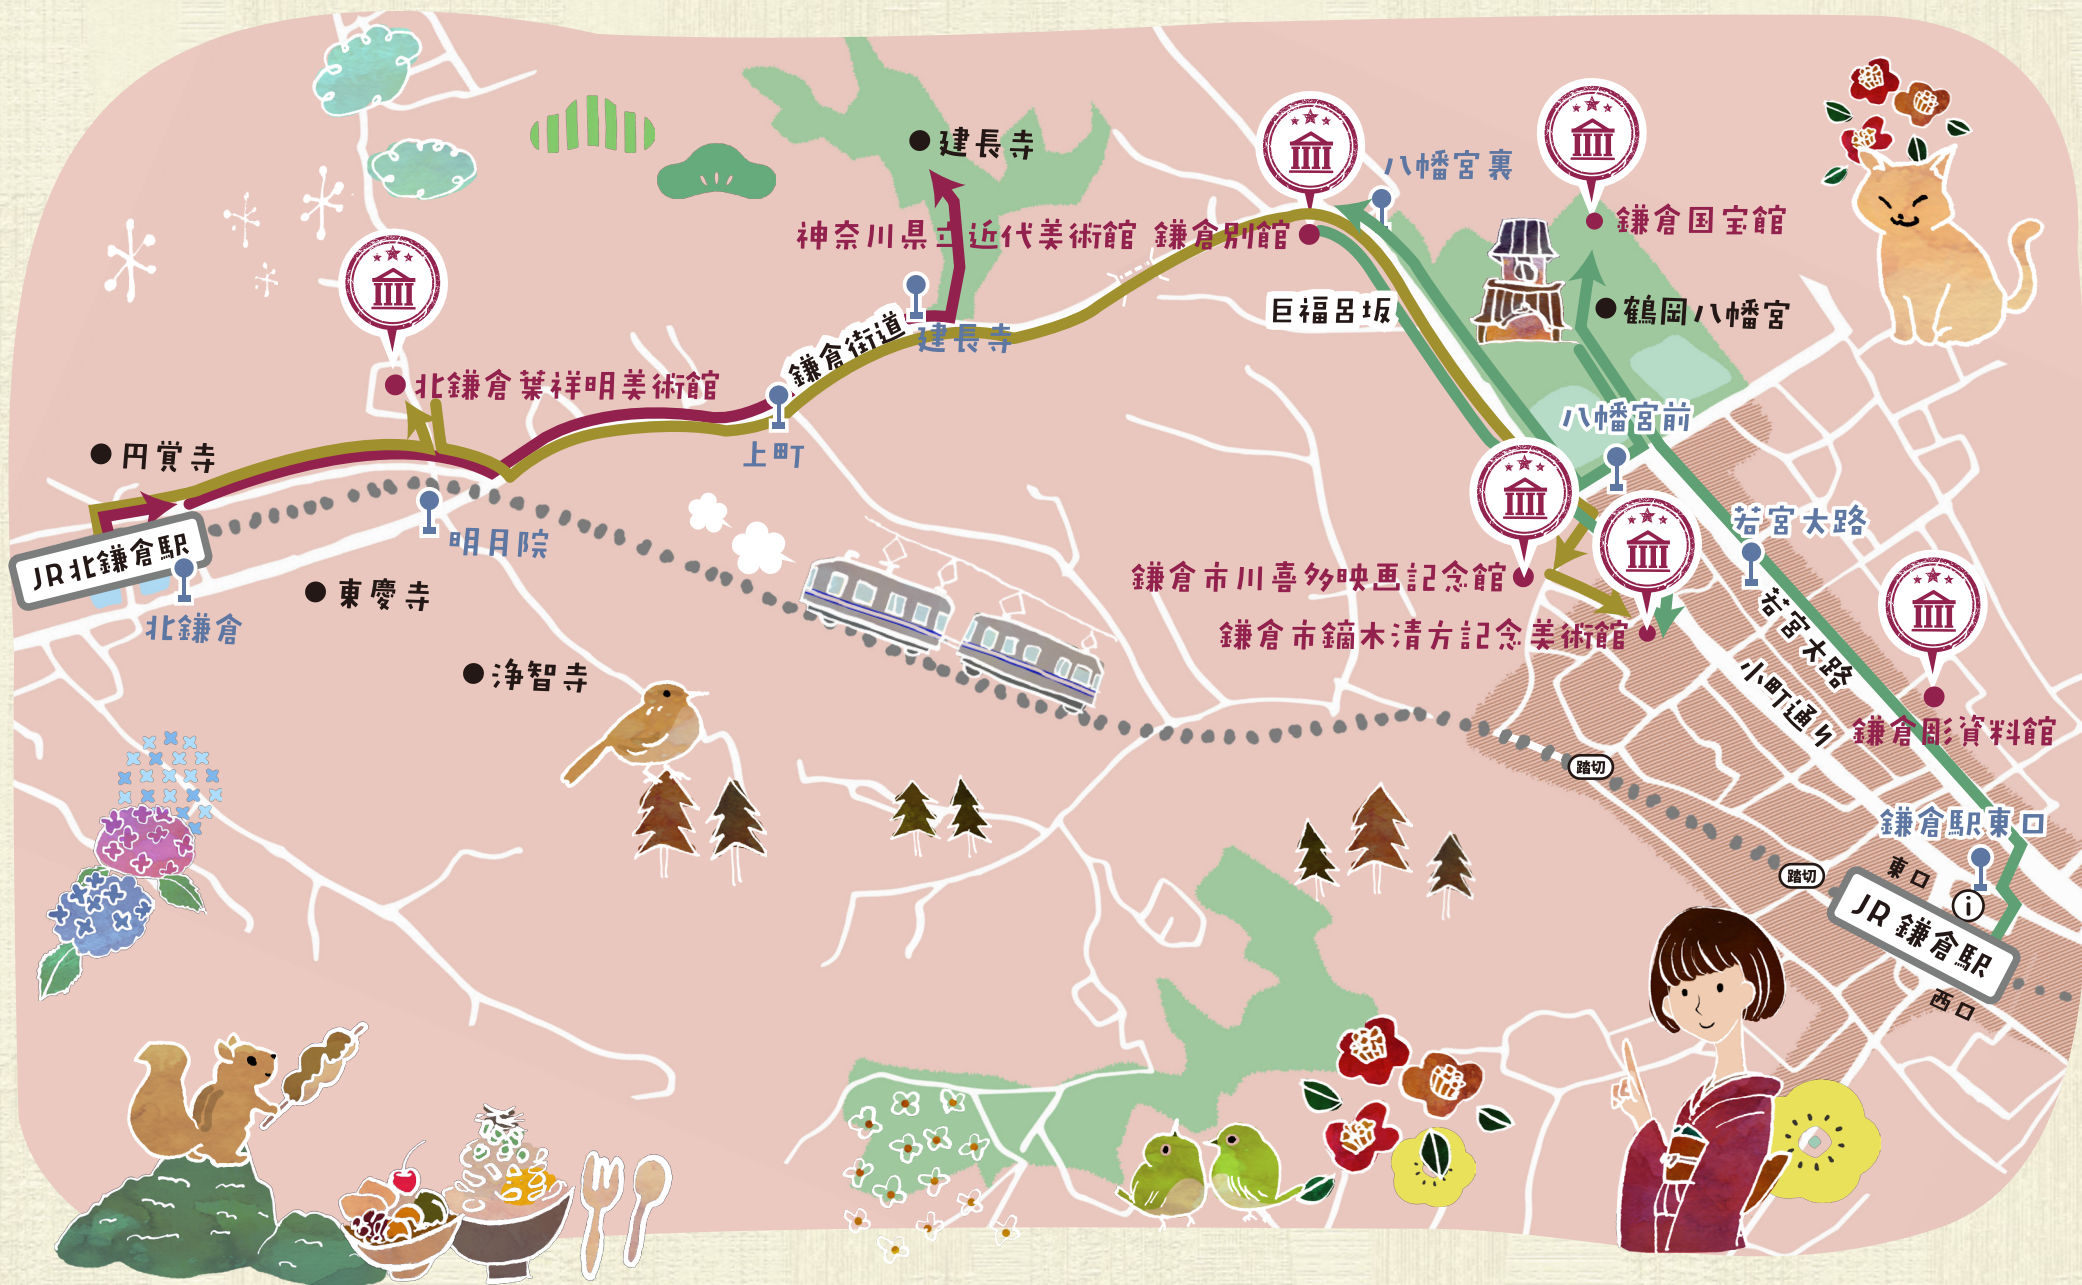 建長寺
八幡宮裏
神奈川県立近代美術館 鎌倉別館
鎌倉国宝館
巨福呂坂
鶴岡八幡宮
鎌倉街道
建長寺
北鎌倉葉祥明美術館
八幡宮前
円覚寺
上町
若宮大路
JR北鎌倉駅
明月院
鎌倉市川喜多映画記念館
東慶寺
北鎌倉
鎌倉市鏑木清方記念美術館
若宮大路
浄智寺
小町通り
鎌倉彫資料館
踏切
鎌倉駅東口
踏切
東口
i
JR 鎌倉駅
西口